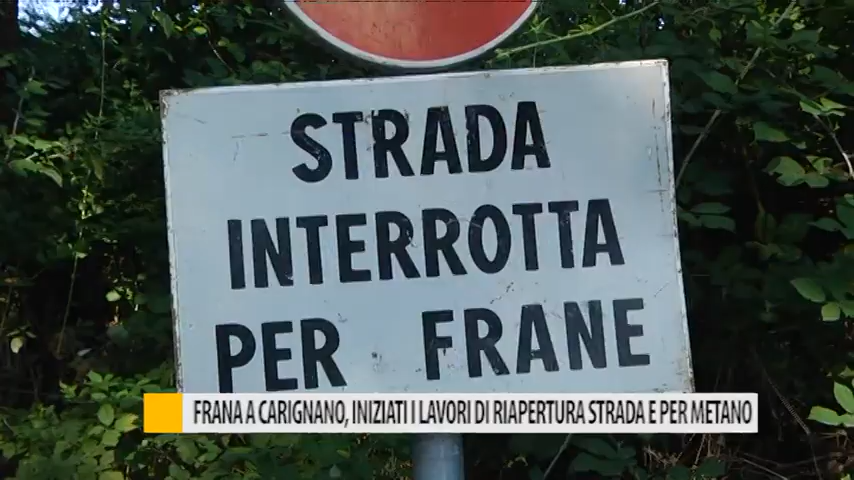 STRADA
INTERROTTA
PER FRANE
FRANA A CARIGNANO, INIZIATI I LAVORI DI RIAPERTURA STRADA E PER METANO